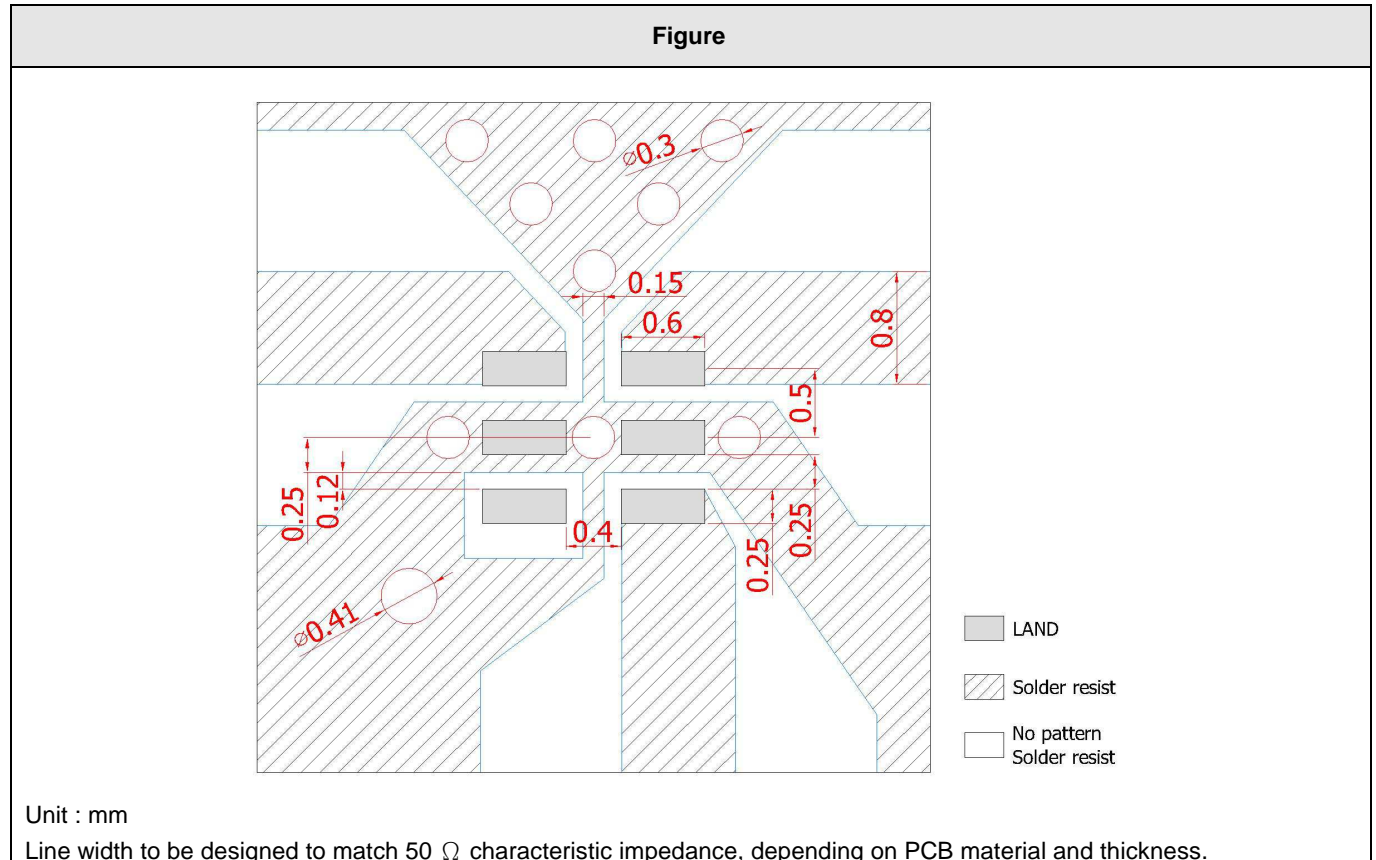 Figure
⌀0.3
0.15
0.6
0.8
0.5
0.25
0.12
0.4
0.25
0.25
⌀0.41
LAND
Solder resist
No pattern
Solder resist
Unit : mm
Line width to be designed to match 50 Ω characteristic impedance, depending on PCB material and thickness.